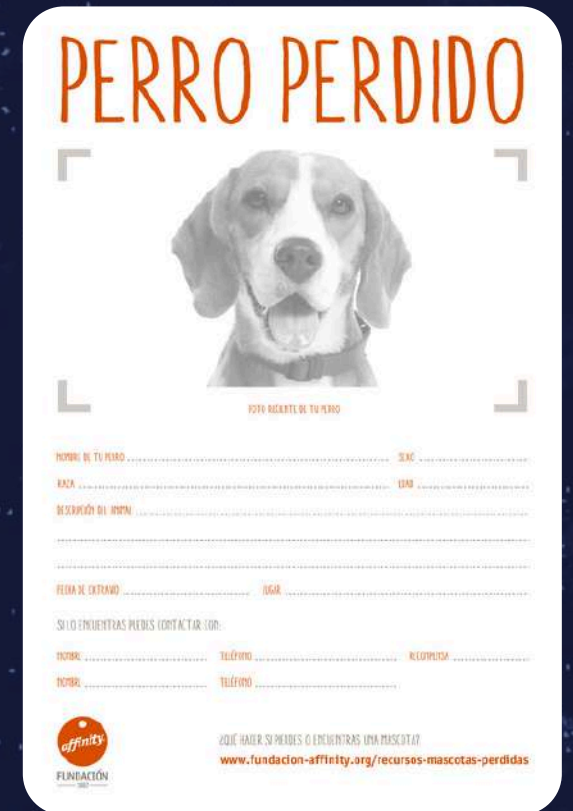 PERRO PERDIDO
FOTO RECIENTE DE TU PERRO
NOMBRE DE TU PERRO SEXO
RAZA EDAD
DESCRIPCIÓN DEL ANIMAL
FECHA DE EXTRAVÍO LUGAR
SI LO ENCUENTRAS PUEDES CONTACTAR CON:
NOMBRE TELÉFONO RECOMPENSA
NOMBRE TELÉFONO
¿QUÉ HACER SI PIERDES O ENCUENTRAS UNA MASCOTA?
www.fundacion-affinity.org/recursos-mascotas-perdidas
affinity
FUNDACIÓN